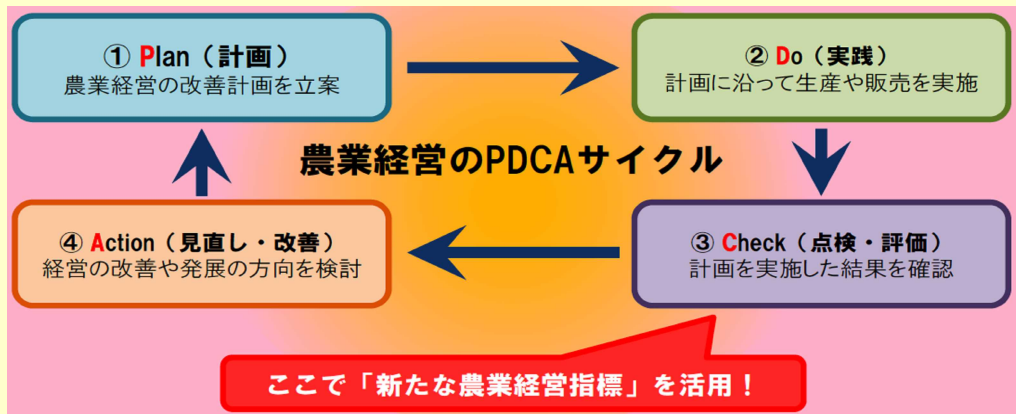 ① Plan（計画）
農業経営の改善計画を立案
② Do（実践）
計画に沿って生産や販売を実施
農業経営のPDCAサイクル
④ Action（見直し・改善）
経営の改善や発展の方向を検討
③ Check（点検・評価）
計画を実施した結果を確認
ここで「新たな農業経営指標」を活用！